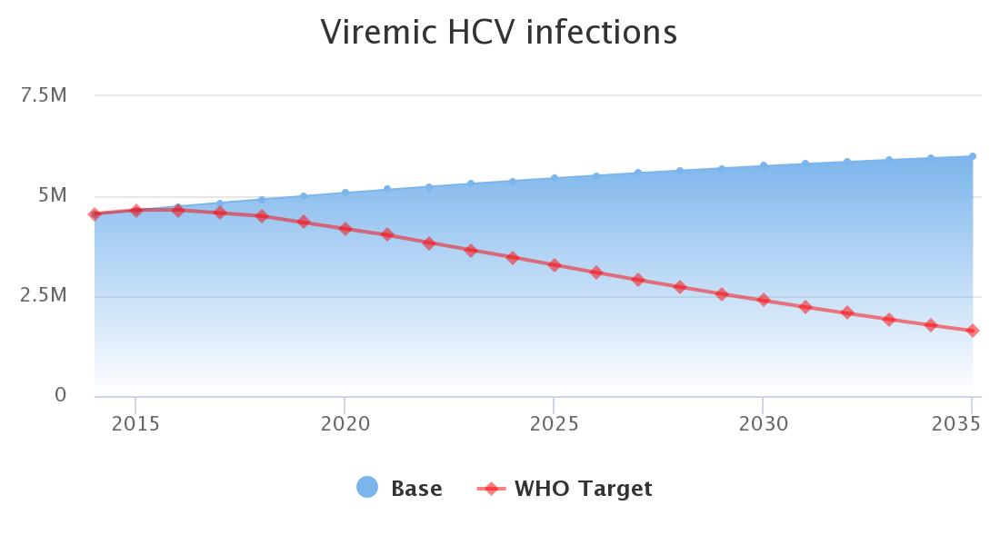 Viremic HCV infections
7.5M
5M
2.5M
0
2015 2020 2025 2030 2035
Base WHO Target